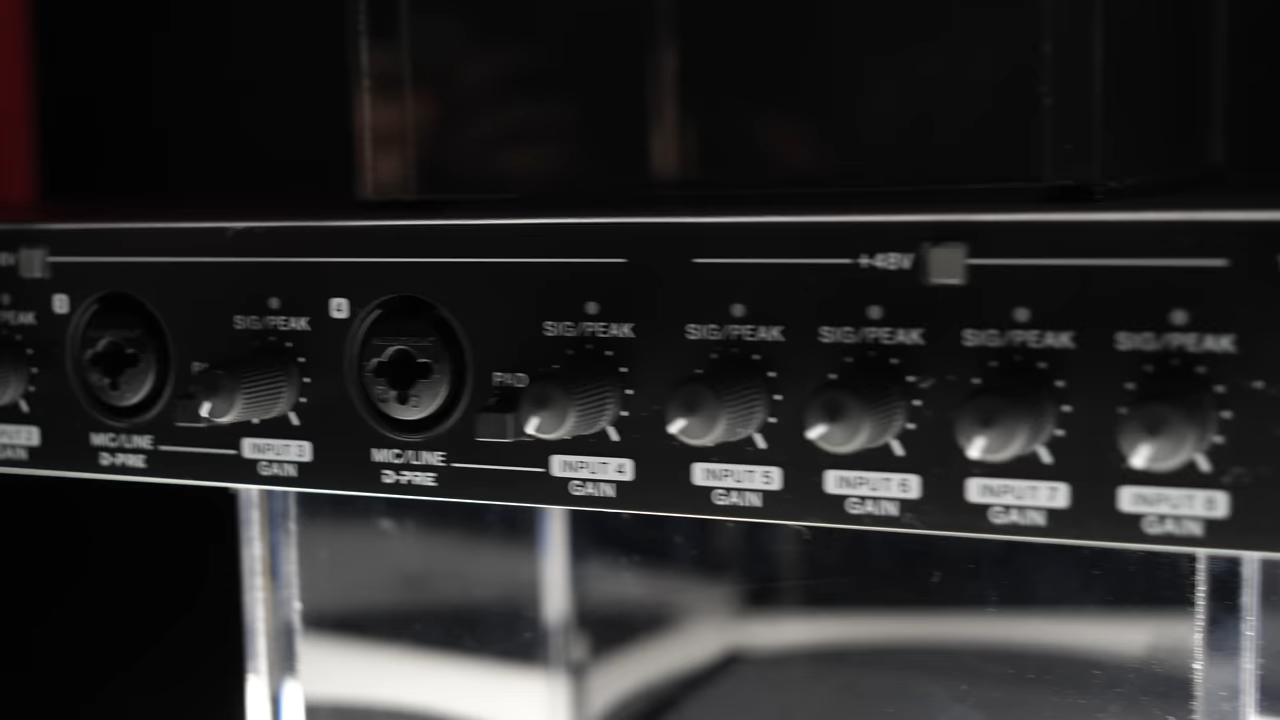 +48V
3
SIG/PEAK
4
SIG/PEAK
SIG/PEAK
SIG/PEAK
SIG/PEAK
SIG/PEAK
PAD
MIC/LINE
D-PRE
INPUT 3
GAIN
MIC/LINE
D-PRE
INPUT 4
GAIN
INPUT 5
GAIN
INPUT 6
GAIN
INPUT 7
GAIN
INPUT 8
GAIN